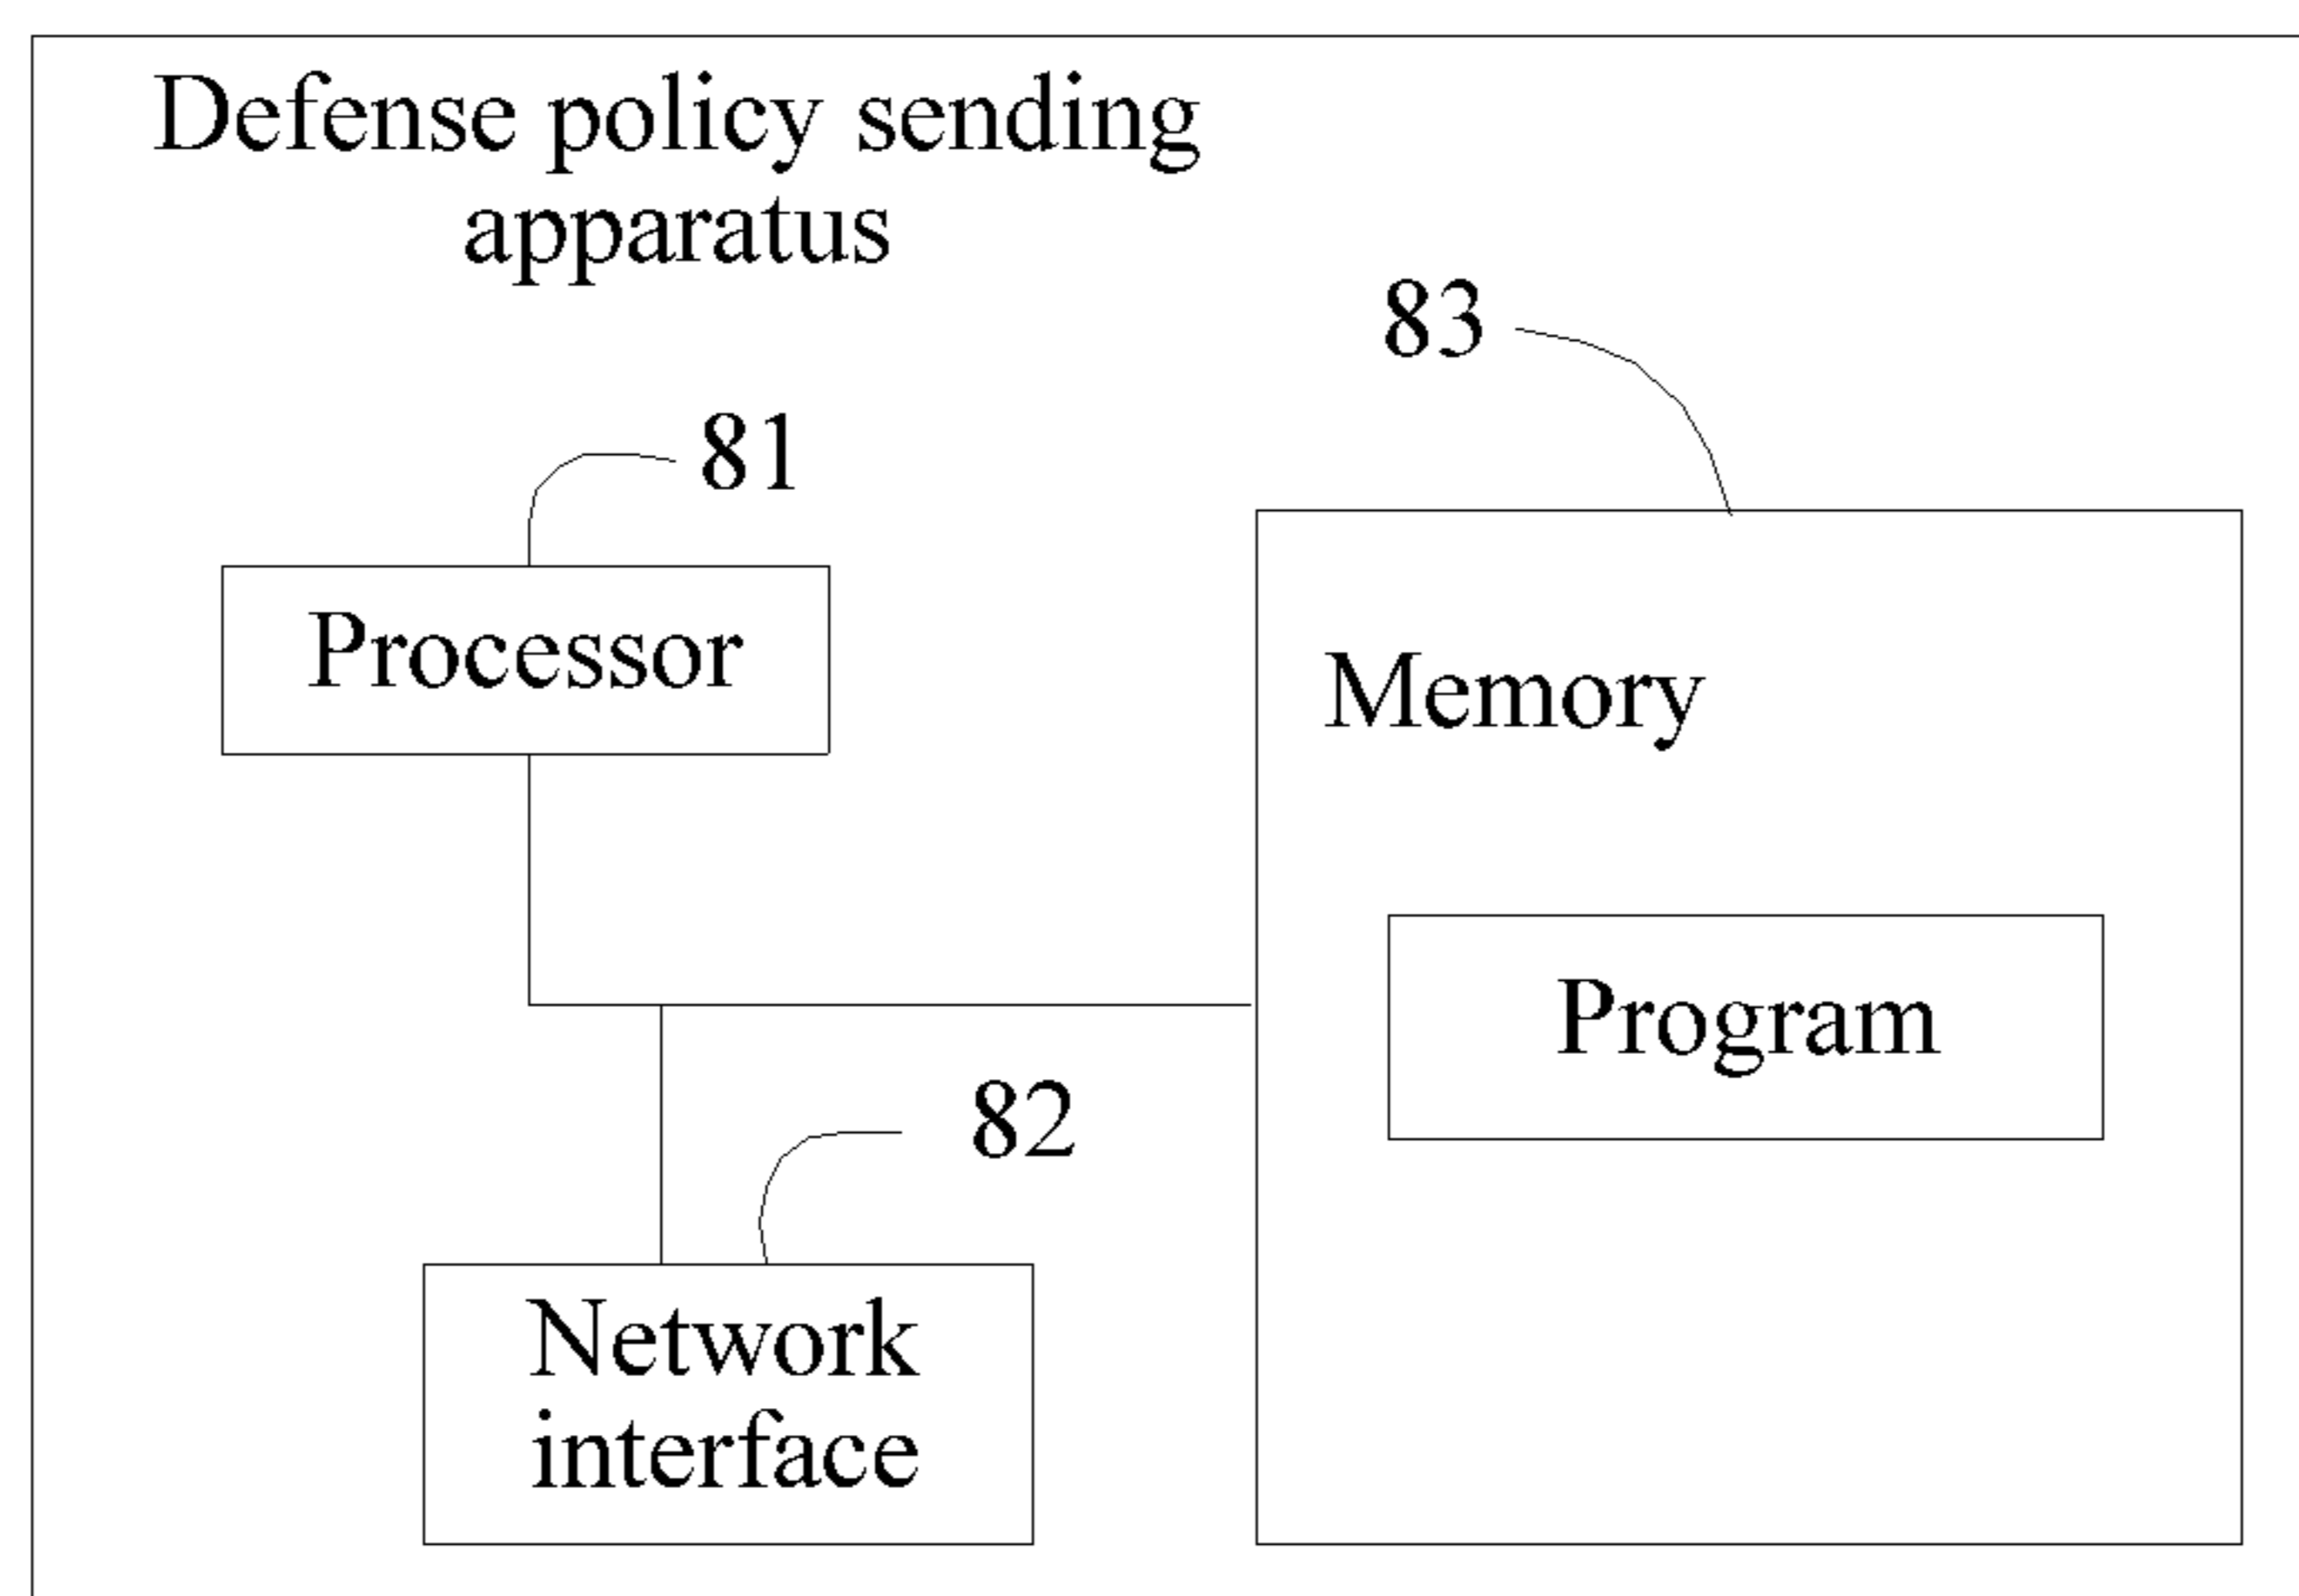 Defense policy sending
apparatus
83
81
Processor
Memory
Program
82
Network
interface